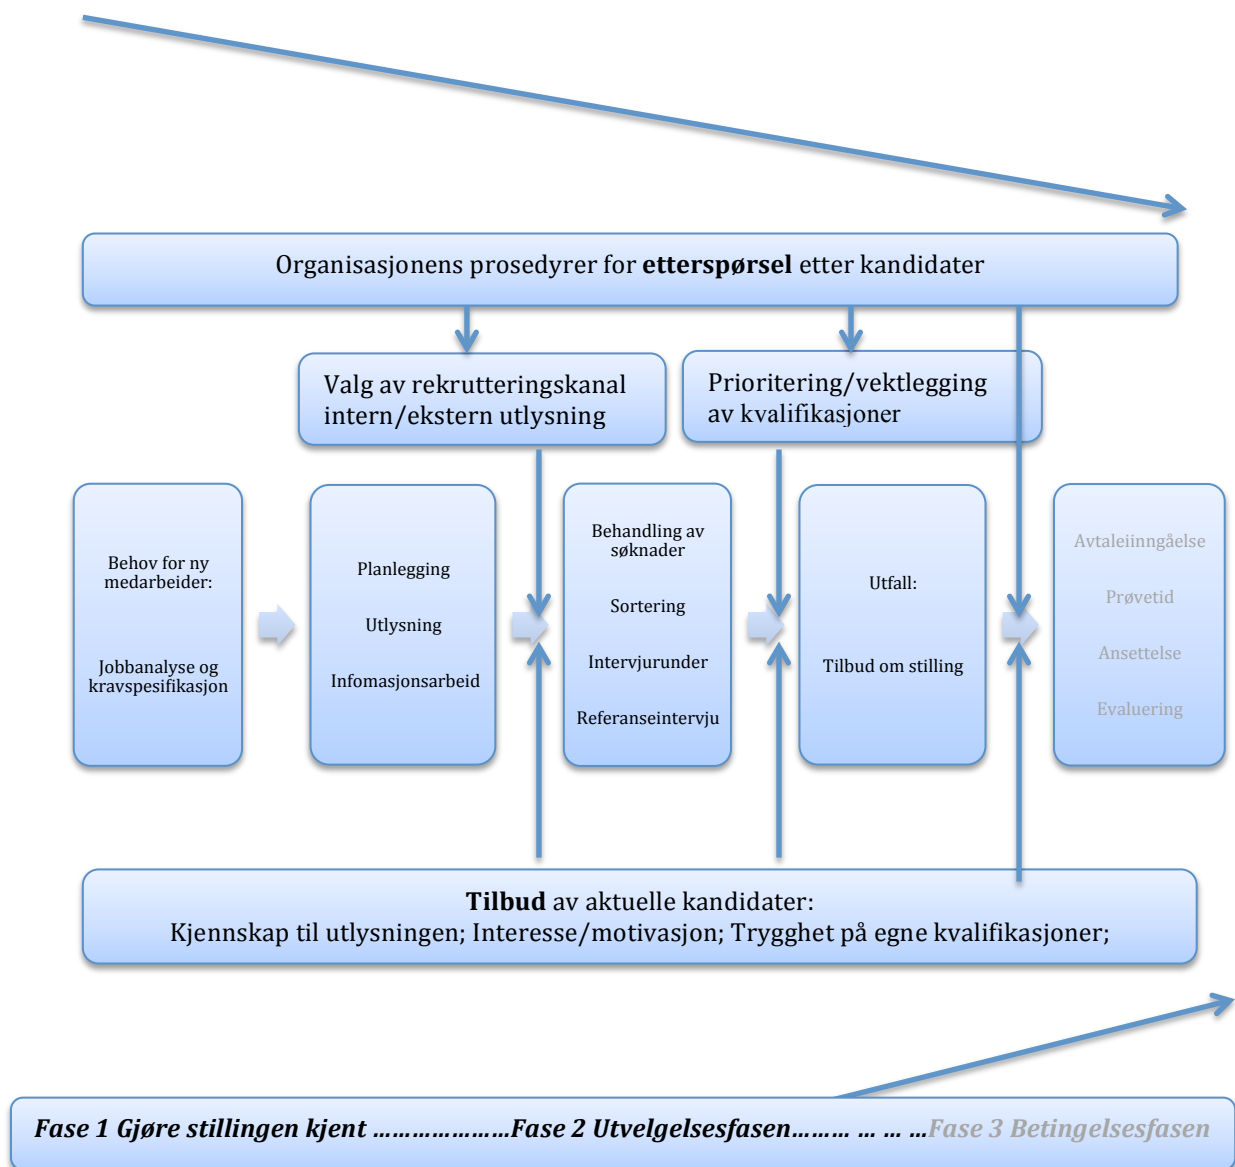 Organisasjonens prosedyrer for etterspørsel etter kandidater
Valg av rekrutteringskanal
intern/ekstern utlysning
Prioritering/vektlegging
av kvalifikasjoner
Behov for ny
medarbeider:
Jobbanalyse og
kravspesifikasjon
Planlegging
Utlysning
Infomasjonsarbeid
Behandling av
søknader
Sortering
Intervjurunder
Referanseintervju
Utfall:
Tilbud om stilling
Avtaleiinngåelse
Prøvetid
Ansettelse
Evaluering
Tilbud av aktuelle kandidater:
Kjennskap til utlysningen; Interesse/motivasjon; Trygghet på egne kvalifikasjoner;
Fase 1 Gjøre stillingen kjent …………………Fase 2 Utvelgelsesfasen……… … … …Fase 3 Betingelsesfasen